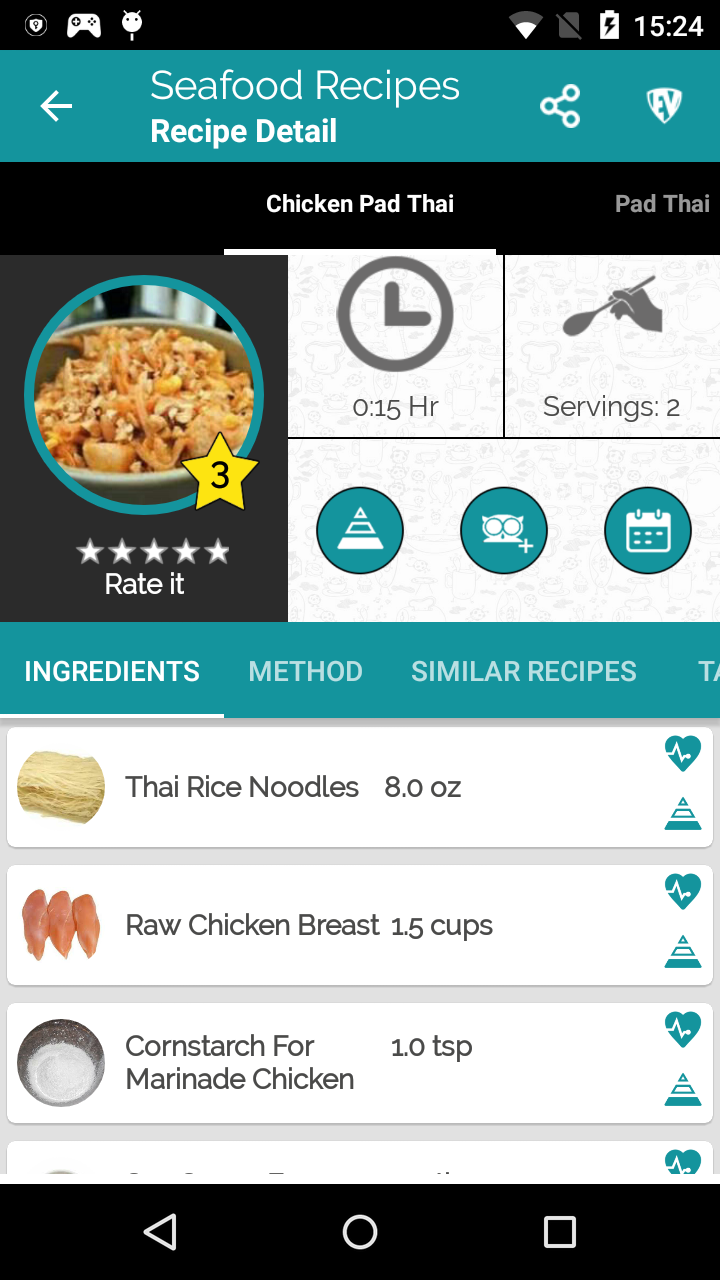 15:24
Seafood Recipes
Recipe Detail
EV
Chicken Pad Thai
Pad Thai
0:15 Hr
Servings: 2
3
Rate it
INGREDIENTS
METHOD
SIMILAR RECIPES
TA
Thai Rice Noodles 8.0 oz
Raw Chicken Breast 1.5 cups
Cornstarch For 1.0 tsp
Marinade Chicken